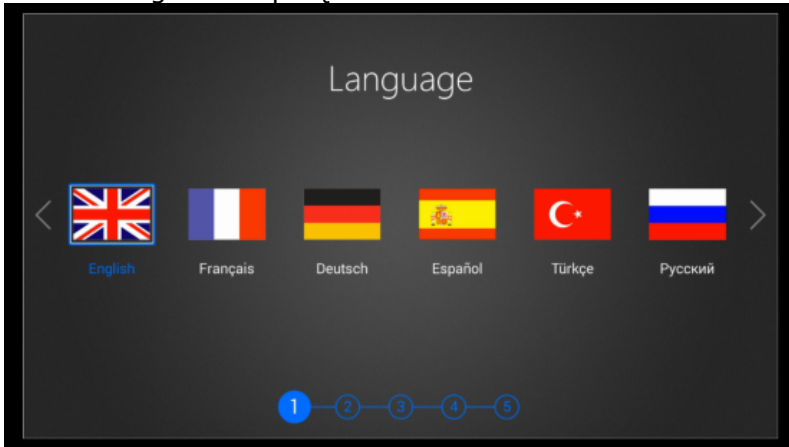 Language
English Français Deutsch Español Türkçe Русский
1 2 3 4 5